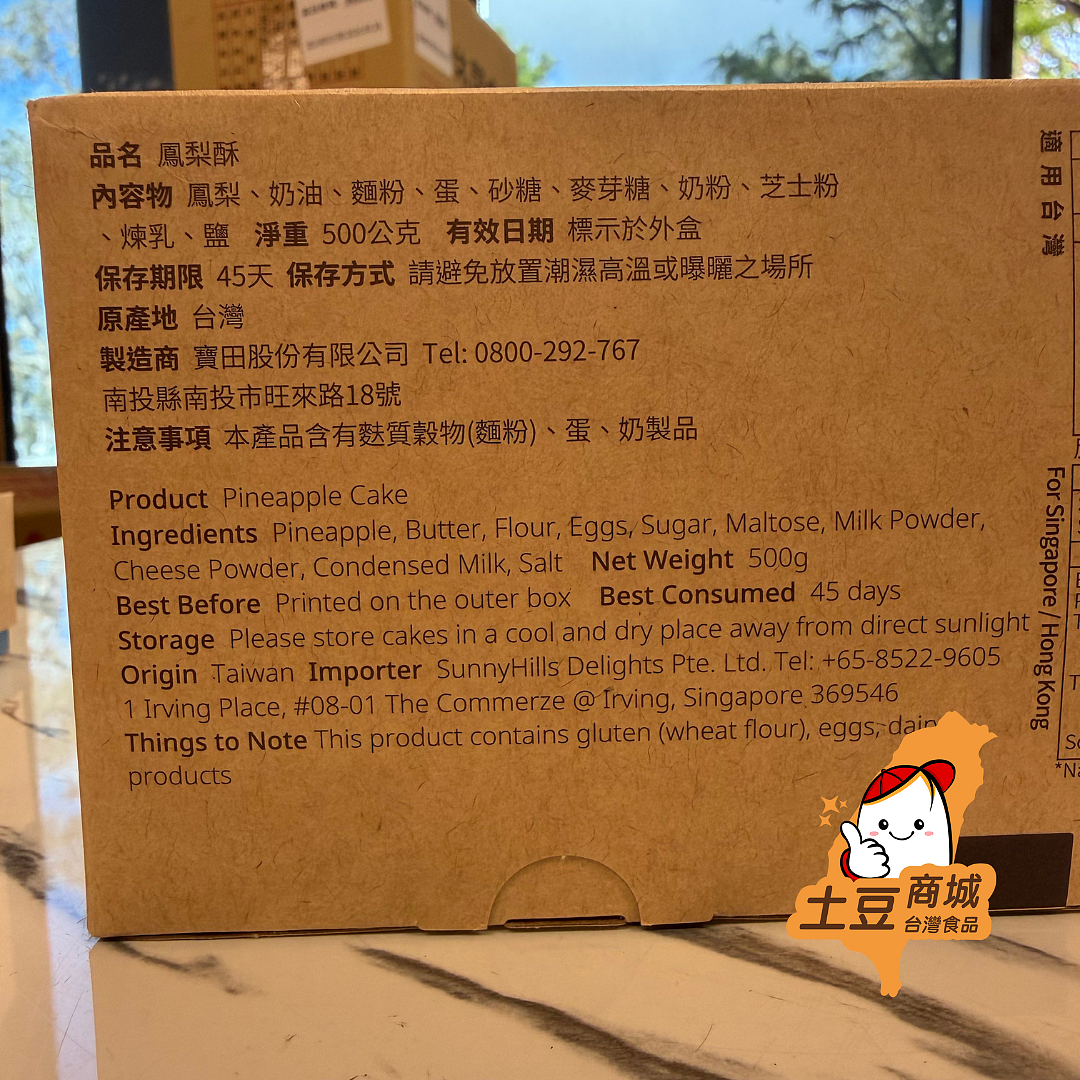 品名 鳳梨酥
內容物 鳳梨、奶油、麵粉、蛋、砂糖、麥芽糖、奶粉、芝士粉
、煉乳、鹽 淨重 500公克 有效日期 標示於外盒
保存期限 45天 保存方式 請避免放置潮濕高溫或曝曬之場所
原產地 台灣
製造商 寶田股份有限公司 Tel: 0800-292-767
南投縣南投市旺來路18號
注意事項 本產品含有麩質穀物(麵粉)、蛋、奶製品
適用台灣
Product Pineapple Cake
Ingredients Pineapple, Butter, Flour, Eggs, Sugar, Maltose, Milk Powder,
Cheese Powder, Condensed Milk, Salt Net Weight 500g
Best Before Printed on the outer box Best Consumed 45 days
Storage Please store cakes in a cool and dry place away from direct sunlight
Origin Taiwan Importer SunnyHills Delights Pte. Ltd. Tel: +65-8522-9605
1 Irving Place, #08-01 The Commerze @ Irving, Singapore 369546
Things to Note This product contains gluten (wheat flour), eggs,
products
For Singapore / Hong Kong
土豆商城
台灣食品